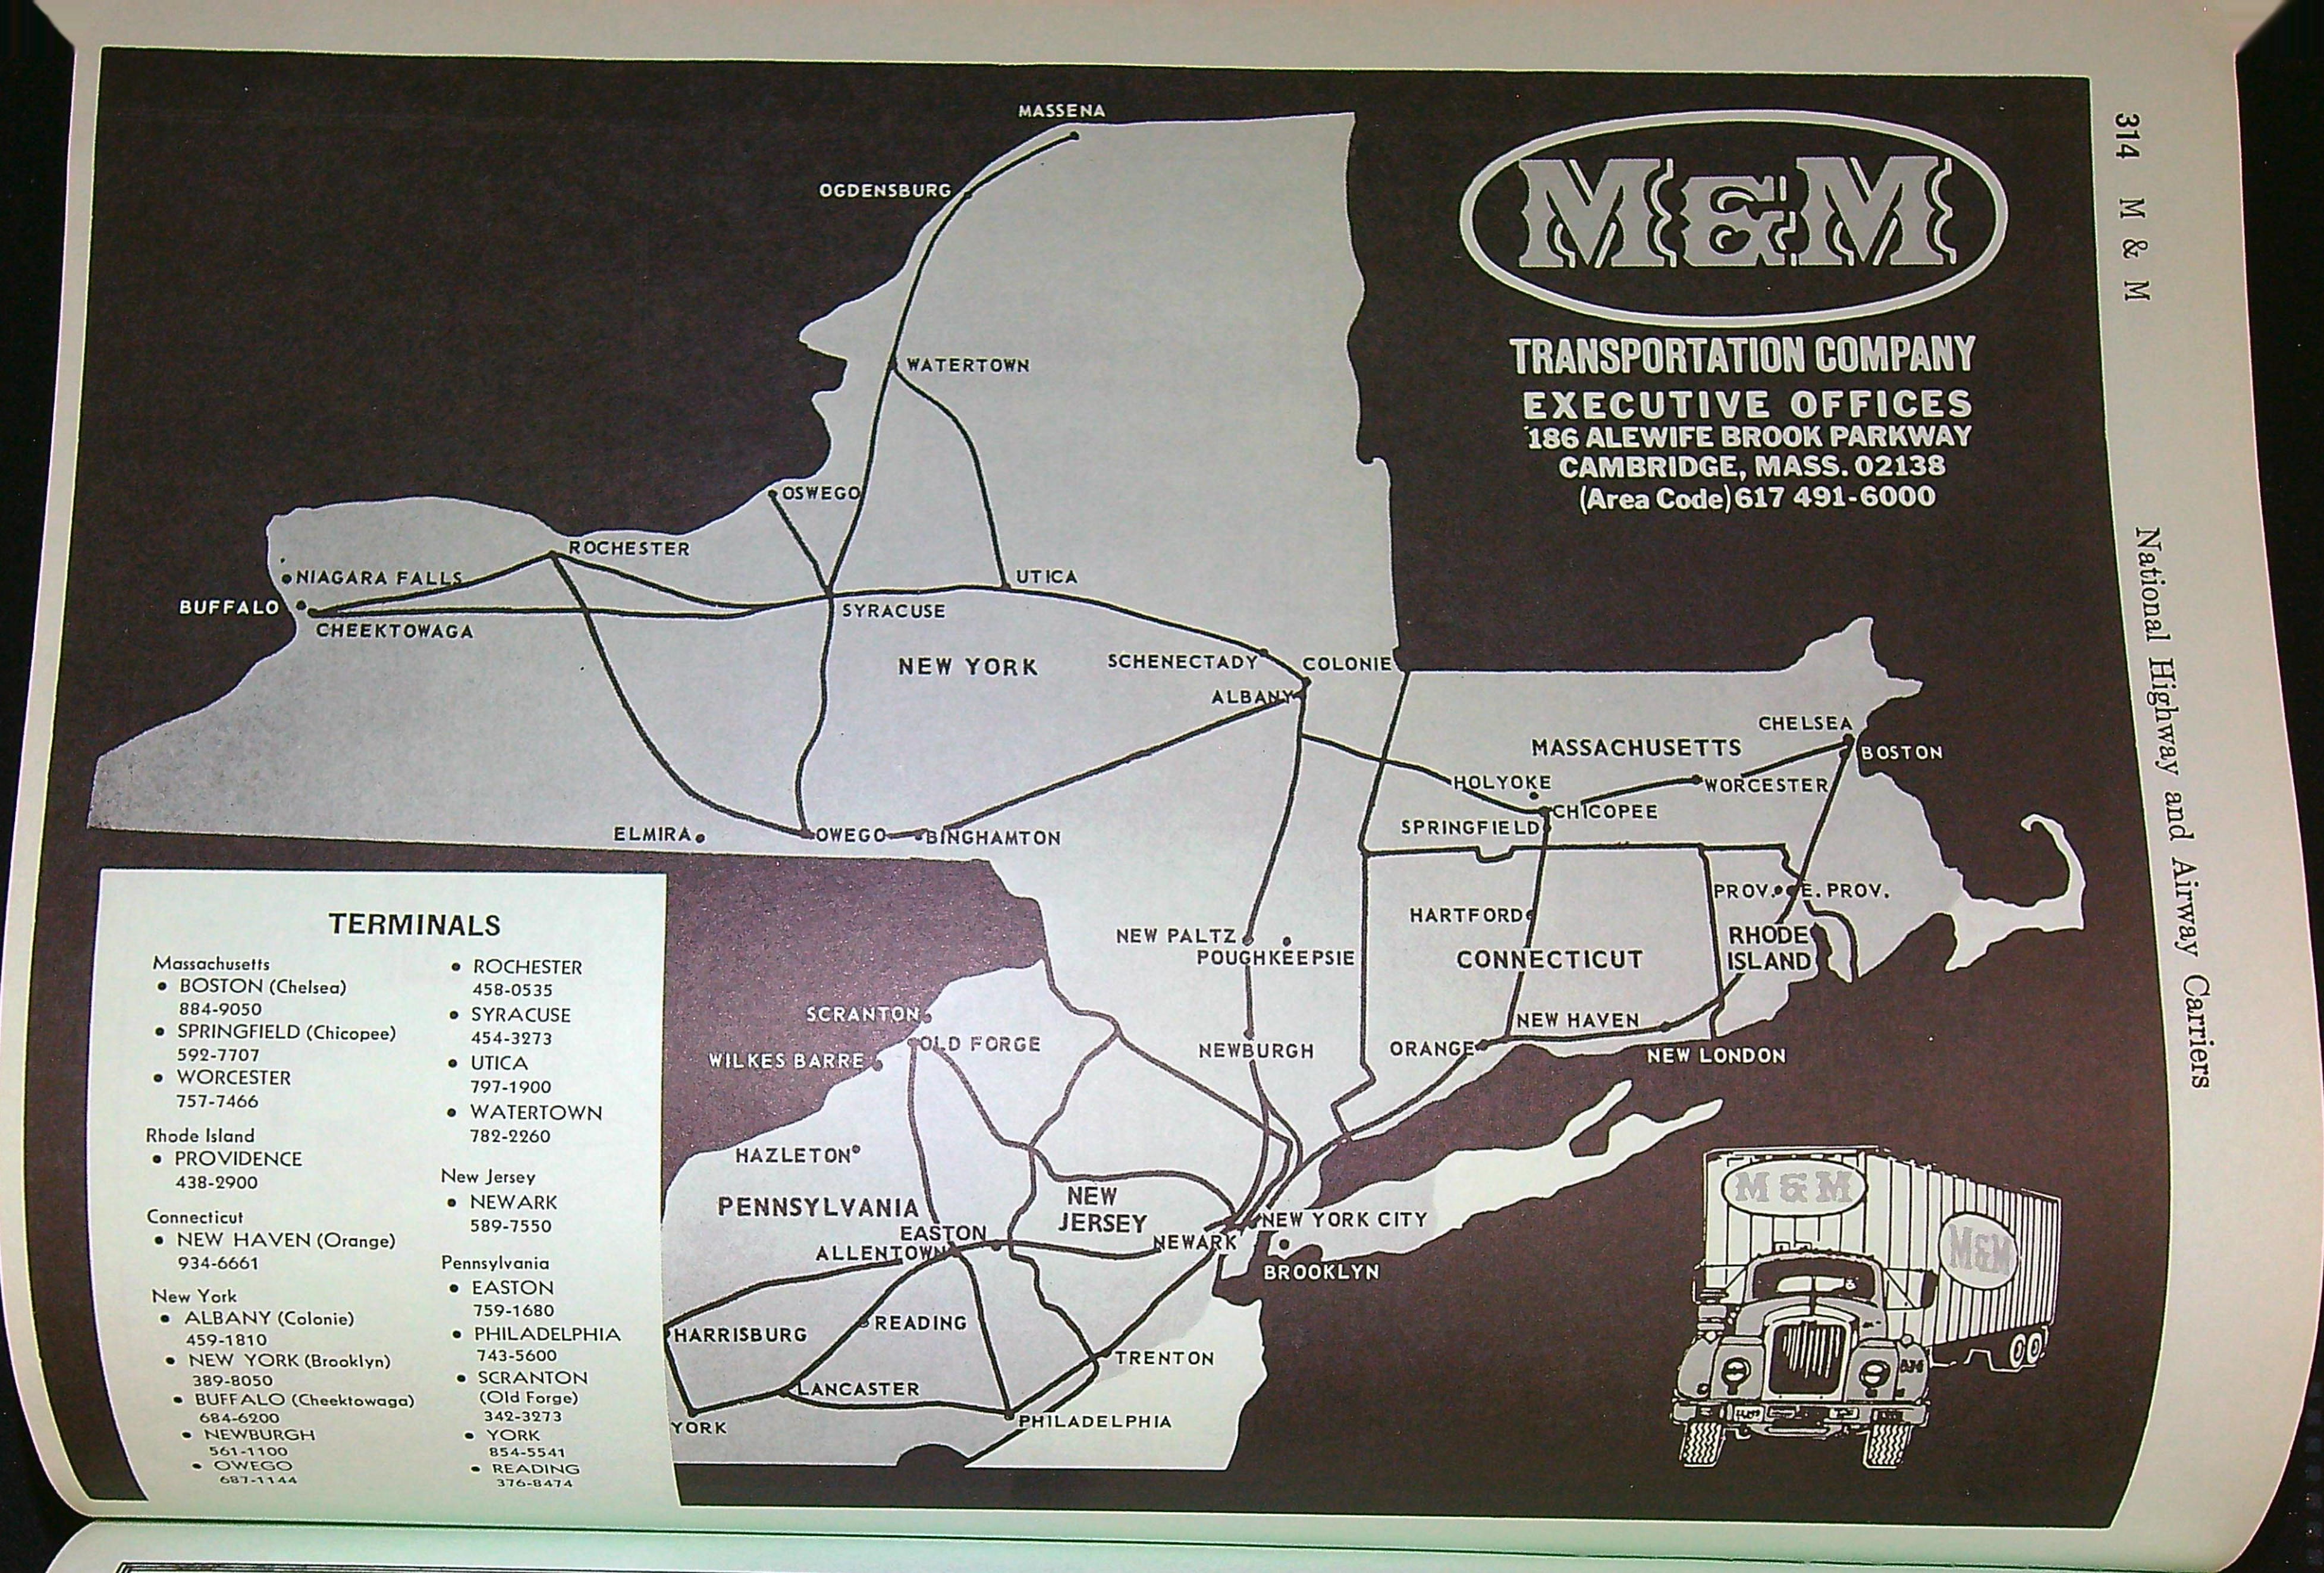 314 M & M National Highway and Airway Carriers
M&M
TRANSPORTATION COMPANY
EXECUTIVE OFFICES
186 ALEWIFE BROOK PARKWAY
CAMBRIDGE, MASS. 02138
(Area Code) 617 491-6000
MASSENA
OGDENSBURG
WATERTOWN
OSWEGO
ROCHESTER
NIAGARA FALLS
UTICA
BUFFALO
SYRACUSE
CHEEKTOWAGA
NEW YORK
SCHENECTADY
COLONIE
ALBANY
CHELSEA
MASSACHUSETTS
BOSTON
HOLYOKE
WORCESTER
CHICOPEE
SPRINGFIELD
ELMIRA
OWEGO
BINGHAMTON
PROV.
E. PROV.
HARTFORD
NEW PALTZ
POUGHKEEPSIE
CONNECTICUT
RHODE
ISLAND
SCRANTON
OLD FORGE
WILKES BARRE
NEWBURGH
ORANGE
NEW HAVEN
NEW LONDON
HAZLETON
PENNSYLVANIA
NEW
JERSEY
EASTON
ALLENTOWN
NEW YORK CITY
NEWARK
BROOKLYN
HARRISBURG
READING
TRENTON
LANCASTER
YORK
PHILADELPHIA
M & M
M&M
TERMINALS
Massachusetts
BOSTON (Chelsea)
884-9050
SPRINGFIELD (Chicopee)
592-7707
WORCESTER
757-7466
Rhode Island
PROVIDENCE
438-2900
Connecticut
NEW HAVEN (Orange)
934-6661
New York
ALBANY (Colonie)
459-1810
NEW YORK (Brooklyn)
389-8050
BUFFALO (Cheektowaga)
684-6200
NEWBURGH
561-1100
OWEGO
687-1144
ROCHESTER
458-0535
SYRACUSE
454-3273
UTICA
797-1900
WATERTOWN
782-2260
New Jersey
NEWARK
589-7550
Pennsylvania
EASTON
759-1680
PHILADELPHIA
743-5600
SCRANTON
(Old Forge)
342-3273
YORK
854-5541
READING
376-8474